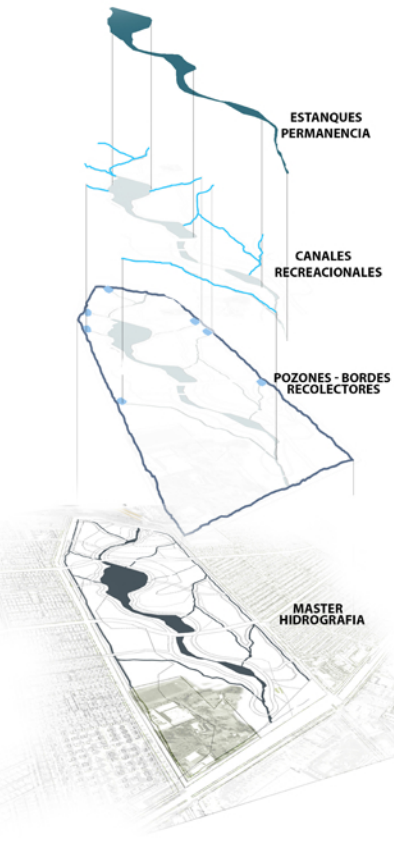 ESTANQUES
PERMANENCIA
CANALES
RECREACIONALES
POZONES - BORDES
RECOLECTORES
MASTER
HIDROGRAFIA